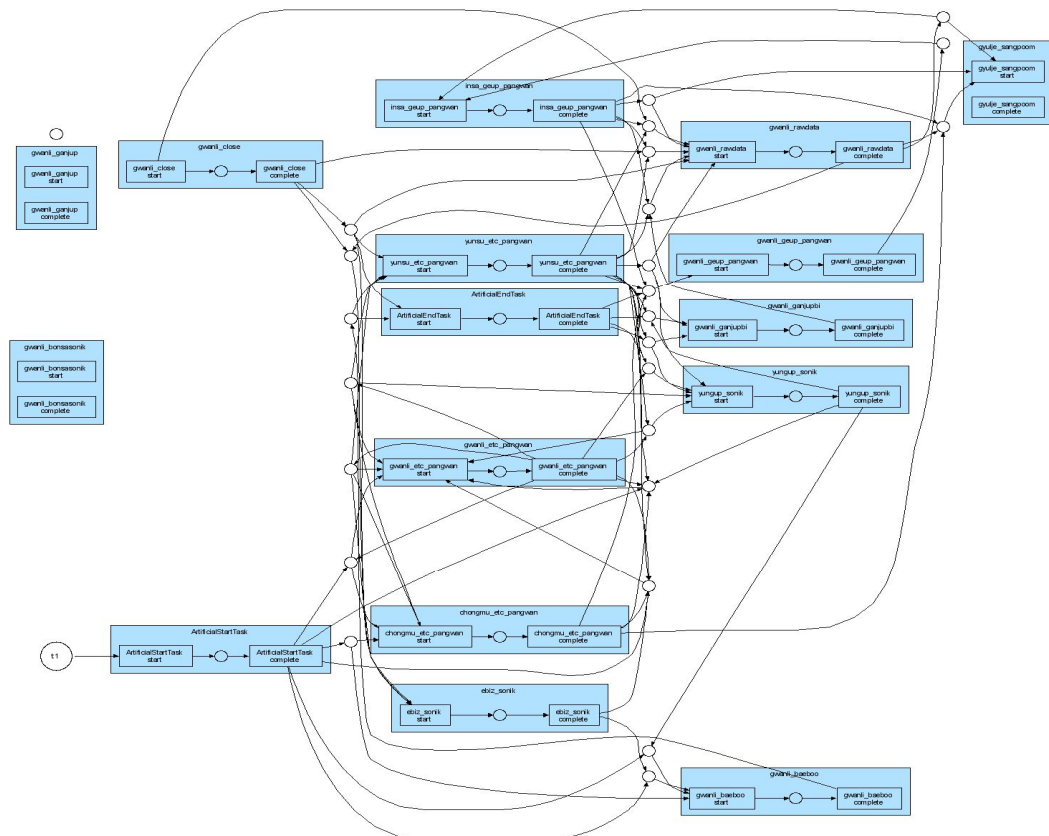 gyulje_sangpoom
gyulje_sangpoom
start
gyulje_sangpoom
complete
insa_geup_pangwan
insa_geup_pangwan
start
insa_geup_pangwan
complete
gwanli_rawdata
gwanli_rawdata
start
gwanli_rawdata
complete
gwanli_close
gwanli_close
start
gwanli_close
complete
gwanli_ganjup
gwanli_ganjup
start
gwanli_ganjup
complete
yunsu_etc_pangwan
yunsu_etc_pangwan
start
yunsu_etc_pangwan
complete
gwanli_geup_pangwan
gwanli_geup_pangwan
start
gwanli_geup_pangwan
complete
ArtificialEndTask
ArtificialEndTask
start
ArtificialEndTask
complete
gwanli_ganjupbi
gwanli_ganjupbi
start
gwanli_ganjupbi
complete
gwanli_bonsasonik
gwanli_bonsasonik
start
gwanli_bonsasonik
complete
yungup_sonik
yungup_sonik
start
yungup_sonik
complete
gwanli_etc_pangwan
gwanli_etc_pangwan
start
gwanli_etc_pangwan
complete
chongmu_etc_pangwan
chongmu_etc_pangwan
start
chongmu_etc_pangwan
complete
ArtificialStartTask
t1
ArtificialStartTask
start
ArtificialStartTask
complete
ebiz_sonik
ebiz_sonik
start
ebiz_sonik
complete
gwanli_baeboo
gwanli_baeboo
start
gwanli_baeboo
complete